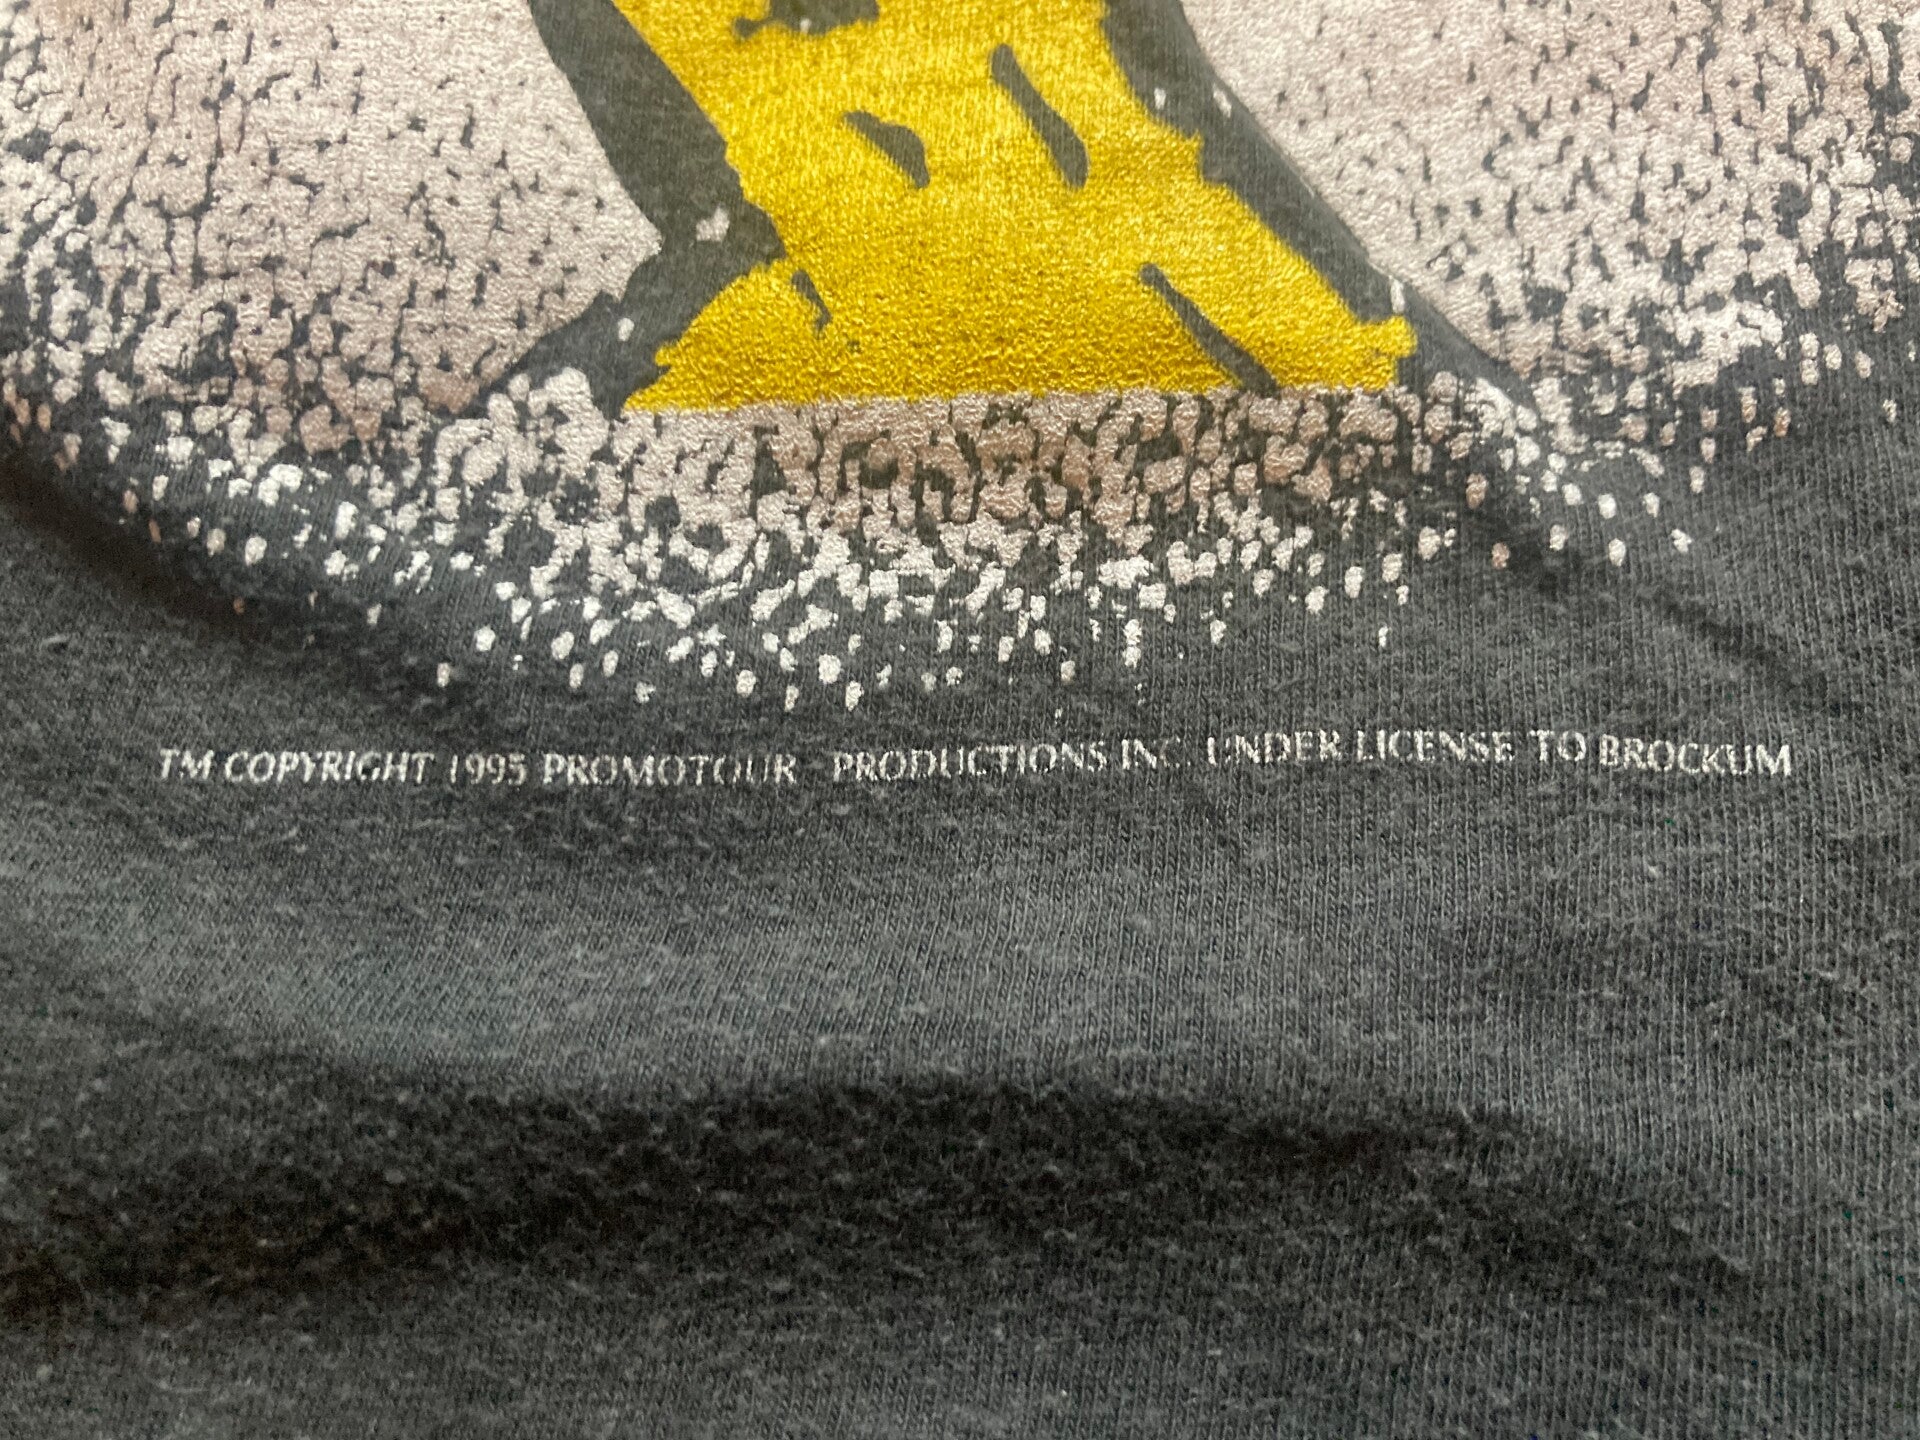 TM COPYRIGHT 1995 PROMOTOUR PRODUCTIONS INC. UNDER LICENSE TO BROCKUM